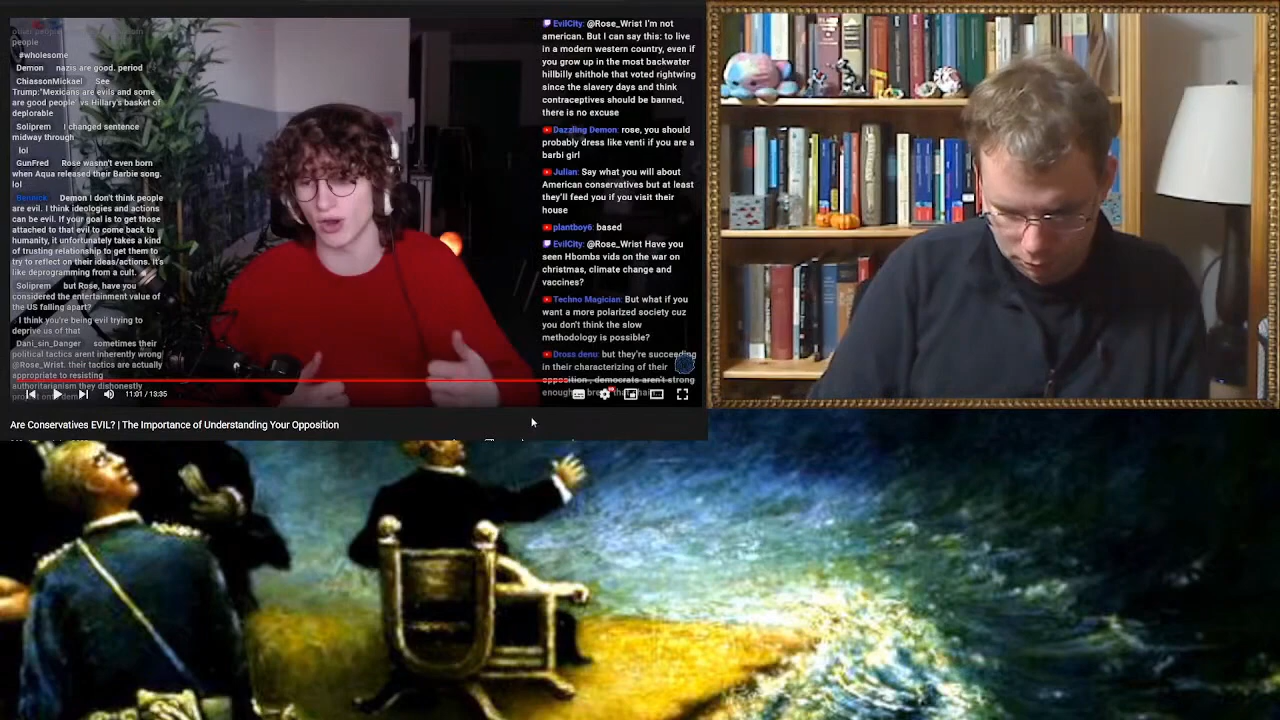 people
#wholesome
Demon nazis are good. period
ChiassonMickael See
Trump:"Mexicans are evil and some
are good people" vs Hillary's basket of
deplorable
Soliprem I changed sentence
midway through
lol
GunFred Rose wasn't even born
when Aqua released their Barbie song.
lol
Demon I don't think people
are evil. I think ideologies and actions
can be evil. If your goal is to get those
attached to that evil to come back to
humanity, it unfortunately takes a kind
of trusting relationship to get them to
try to reflect on their ideas/actions. It's
like deprogramming from a cult.
Soliprem but Rose, have you
considered the entertainment value of
the US falling apart?
I think you're being evil trying to
deprive us of that
Dani_sin_Danger sometimes their
political tactics arent inherently wrong
@Rose_Wrist. their tactics are actually
appropriate to resisting
authoritarianism they dishonestly
EvilCIty: @Rose_Wrist I'm not
american. But I can say this: to live
in a modern western country, even if
you grow up in the most backwater
hillbilly shithole that voted rightwing
since the slavery days and think
contraceptives should be banned,
there is no excuse
Dazzling Demon: rose, you should
probably dress like venti if you are a
barbi girl
Julian: Say what you will about
American conservatives but at least
they'll feed you if you visit their
house
plantboy6: based
EvilCIty: @Rose_Wrist Have you
seen Hbombs vids on the war on
christmas, climate change and
vaccines?
Techno Magician: But what if you
want a more polarized society cuz
you don't think the slow
methodology is possible?
Dross denu: but they're succeeding
in their characterizing of their
opposition, democrats aren't strong
enough
11:01 / 13:35
Are Conservatives EVIL? | The Importance of Understanding Your Opposition